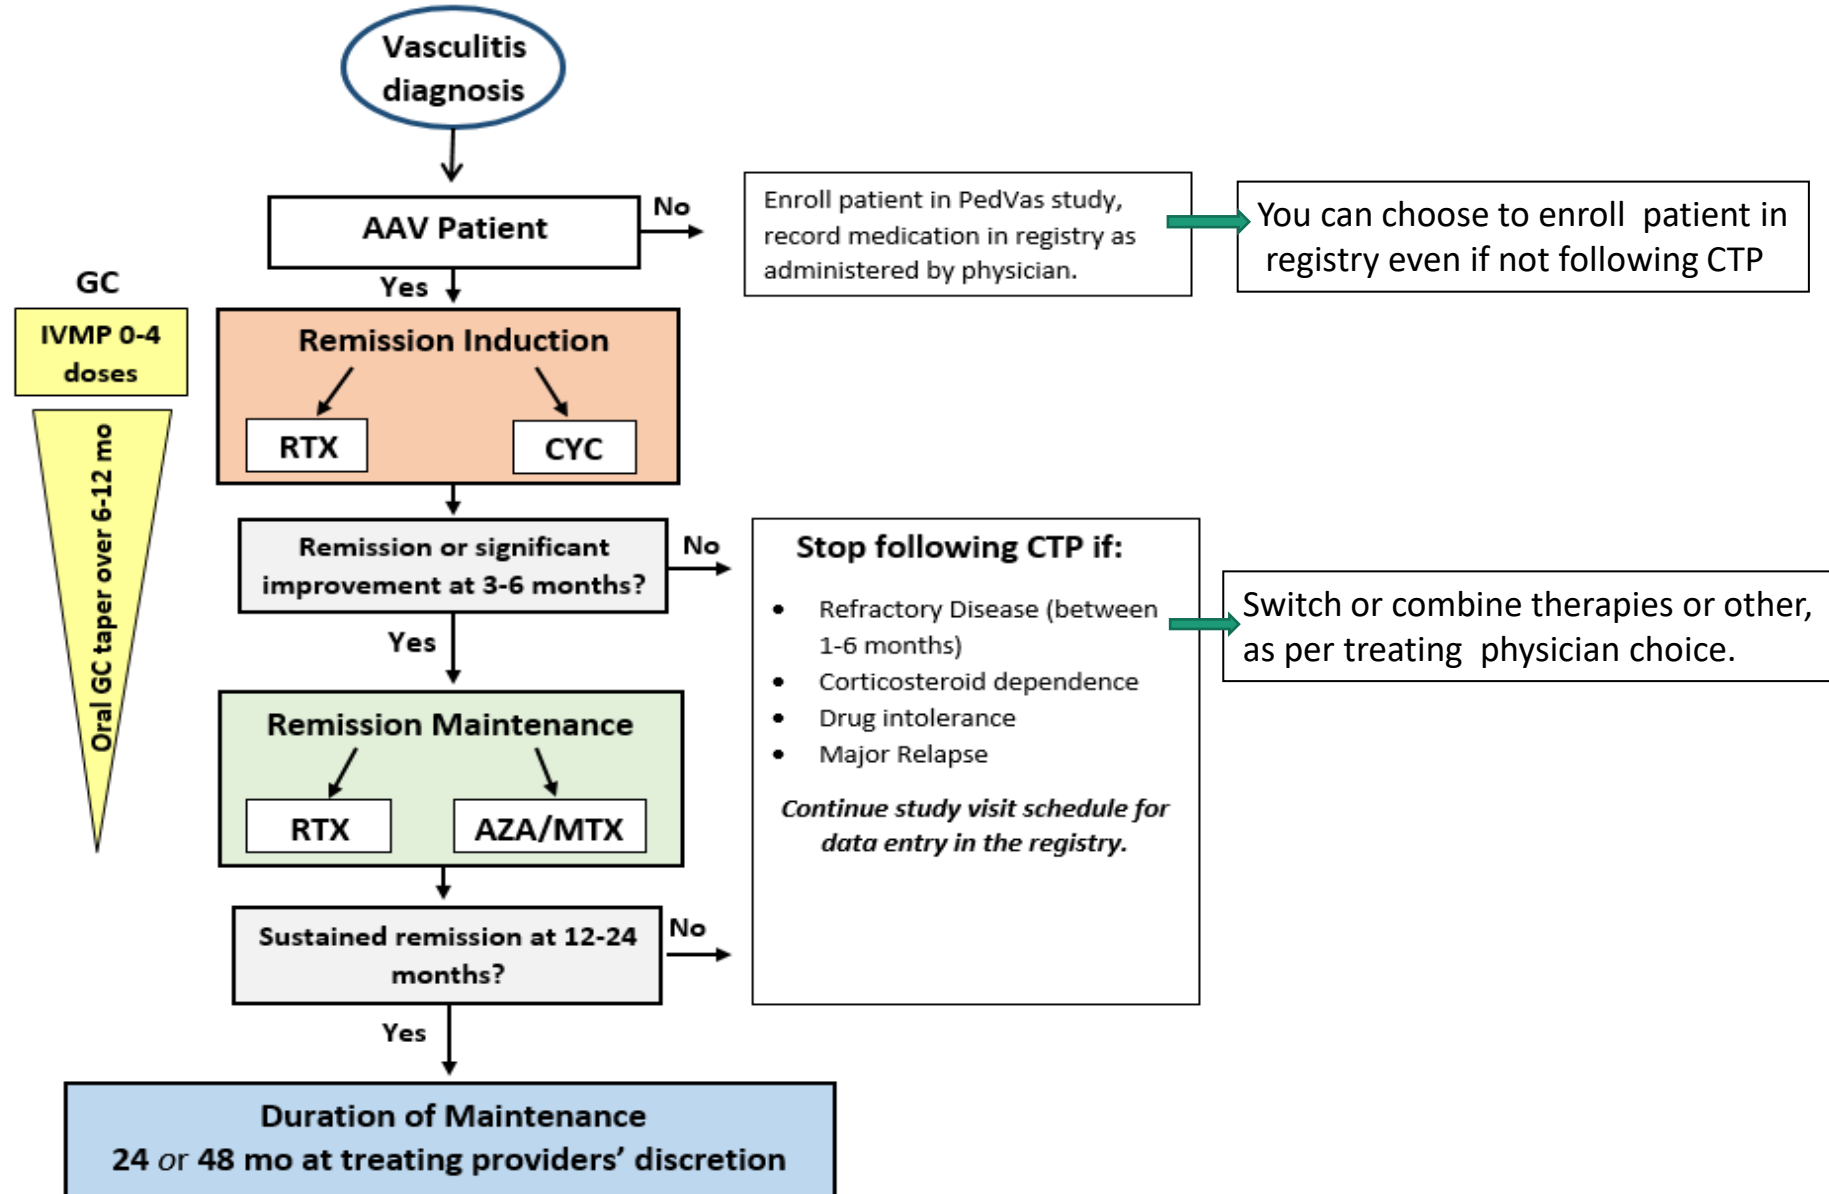 Vasculitis
diagnosis
AAV Patient
No
Enroll patient in PedVas study,
record medication in registry as
administered by physician.
You can choose to enroll  patient in
registry even if not following CTP
Yes
GC
IVMP 0-4
doses
Oral GC taper over 6-12 mo
Remission Induction
RTX
CYC
Remission or significant
improvement at 3-6 months?
No
Yes
Stop following CTP if:
• Refractory Disease (between
1-6 months)
• Corticosteroid dependence
• Drug intolerance
• Major Relapse
Continue study visit schedule for
data entry in the registry.
Switch or combine therapies or other,
as per treating  physician choice.
Remission Maintenance
RTX
AZA/MTX
Sustained remission at 12-24
months?
No
Yes
Duration of Maintenance
24 or 48 mo at treating providers’ discretion